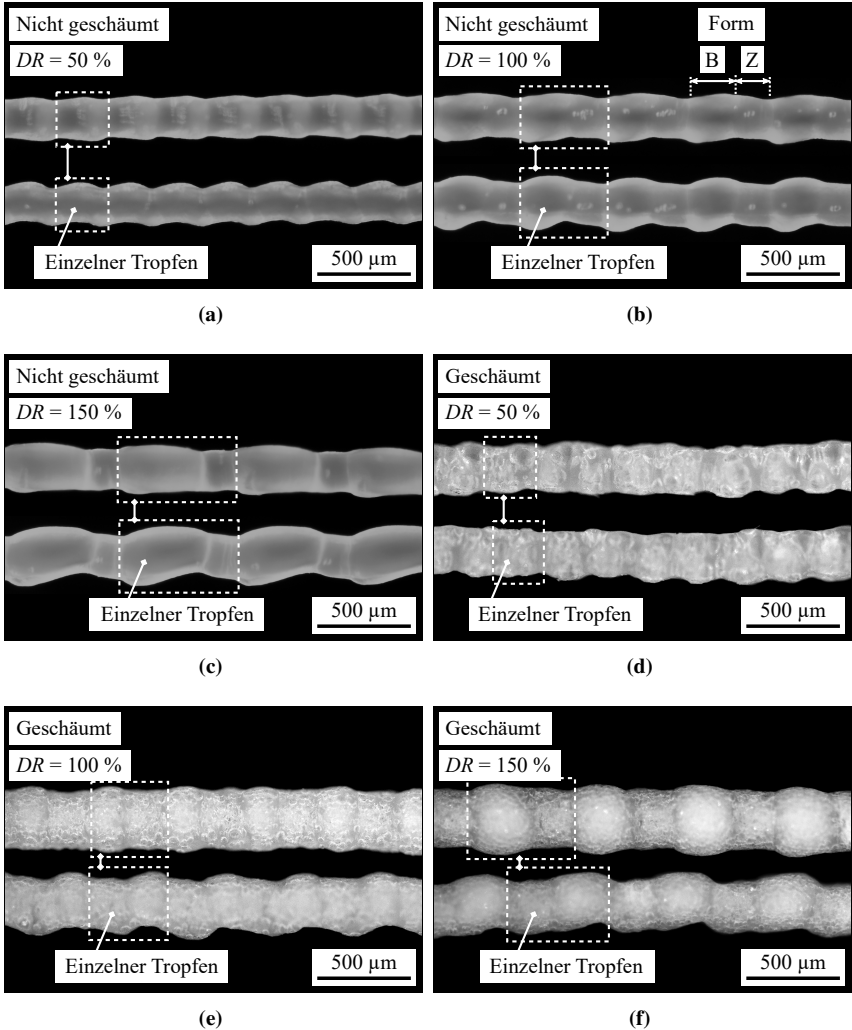 Nicht geschäumt
DR = 50 %
Einzelner Tropfen
500 µm
(a)
Nicht geschäumt
DR = 100 %
Form
B Z
Einzelner Tropfen
500 µm
(b)
Nicht geschäumt
DR = 150 %
Einzelner Tropfen
500 µm
(c)
Geschäumt
DR = 50 %
Einzelner Tropfen
500 µm
(d)
Geschäumt
DR = 100 %
Einzelner Tropfen
500 µm
(e)
Geschäumt
DR = 150 %
Einzelner Tropfen
500 µm
(f)